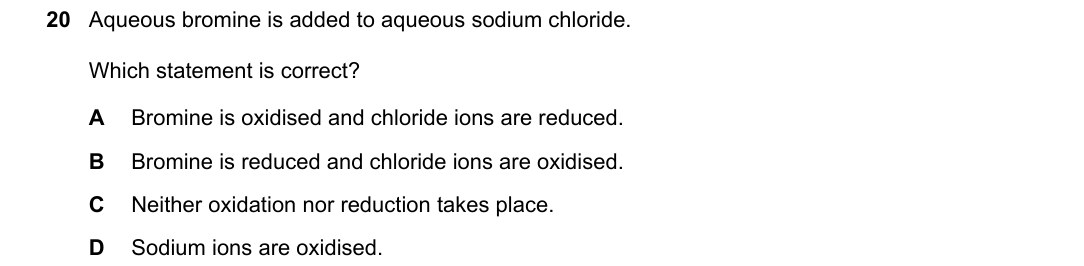 20 Aqueous bromine is added to aqueous sodium chloride.
Which statement is correct?
A Bromine is oxidised and chloride ions are reduced.
B Bromine is reduced and chloride ions are oxidised.
C Neither oxidation nor reduction takes place.
D Sodium ions are oxidised.